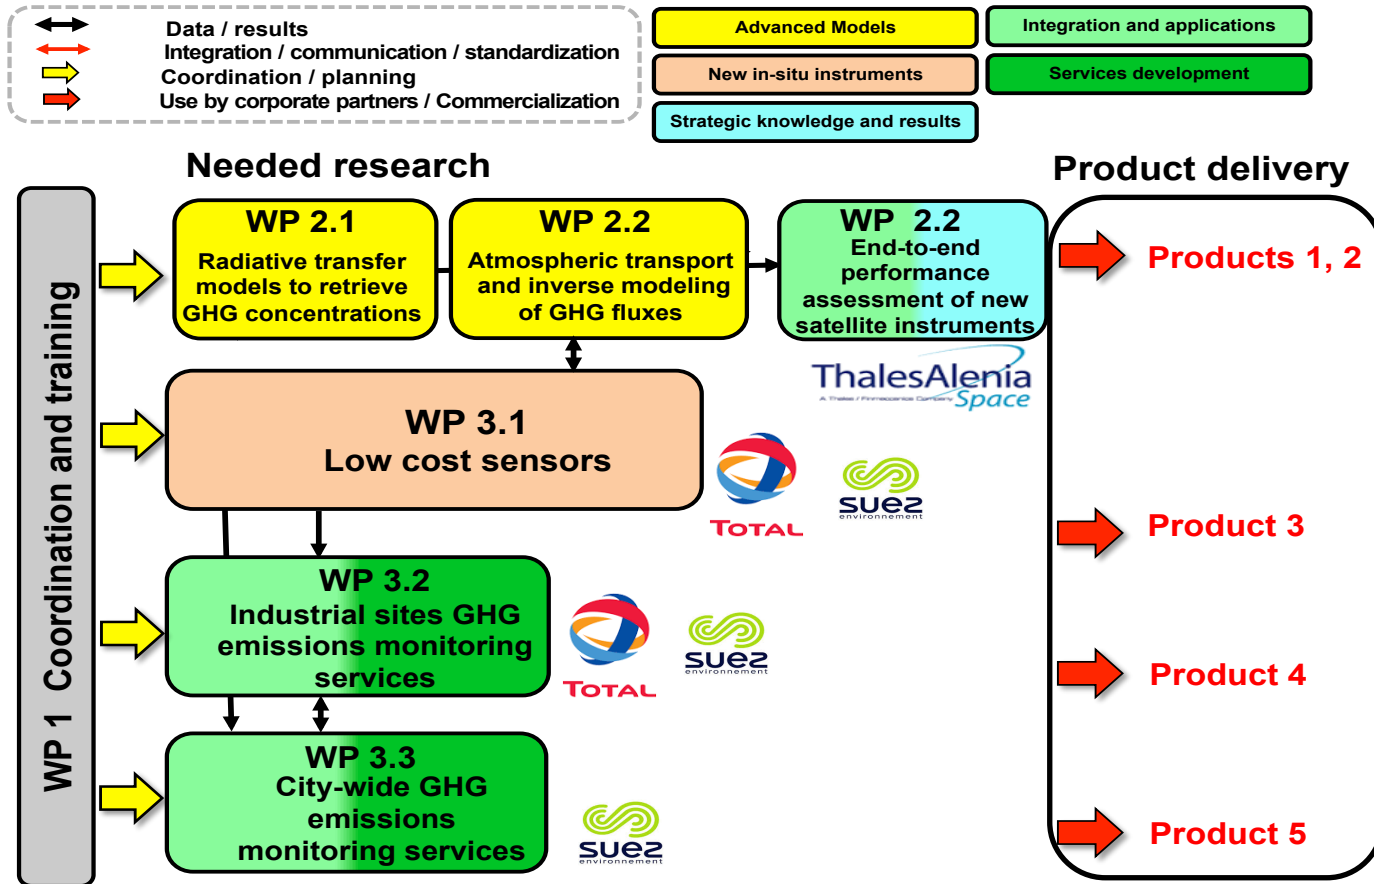 Data / results
Integration / communication / standardization
Coordination / planning
Use by corporate partners / Commercialization
Advanced Models
Integration and applications
New in-situ instruments
Services development
Strategic knowledge and results
Needed research
Product delivery
WP 1 Coordination and training
WP 2.1
Radiative transfer
models to retrieve
GHG concentrations
WP 2.2
Atmospheric transport
and inverse modeling
of GHG fluxes
WP 2.2
End-to-end
performance
assessment of new
satellite instruments
Products 1, 2
ThalesAlenia
A Thales / Finmeccanica Company
Space
WP 3.1
Low cost sensors
TOTAL
SUEZ
environnement
Product 3
WP 3.2
Industrial sites GHG
emissions monitoring
services
TOTAL
SUEZ
environnement
Product 4
WP 3.3
City-wide GHG
emissions
monitoring services
SUEZ
environnement
Product 5